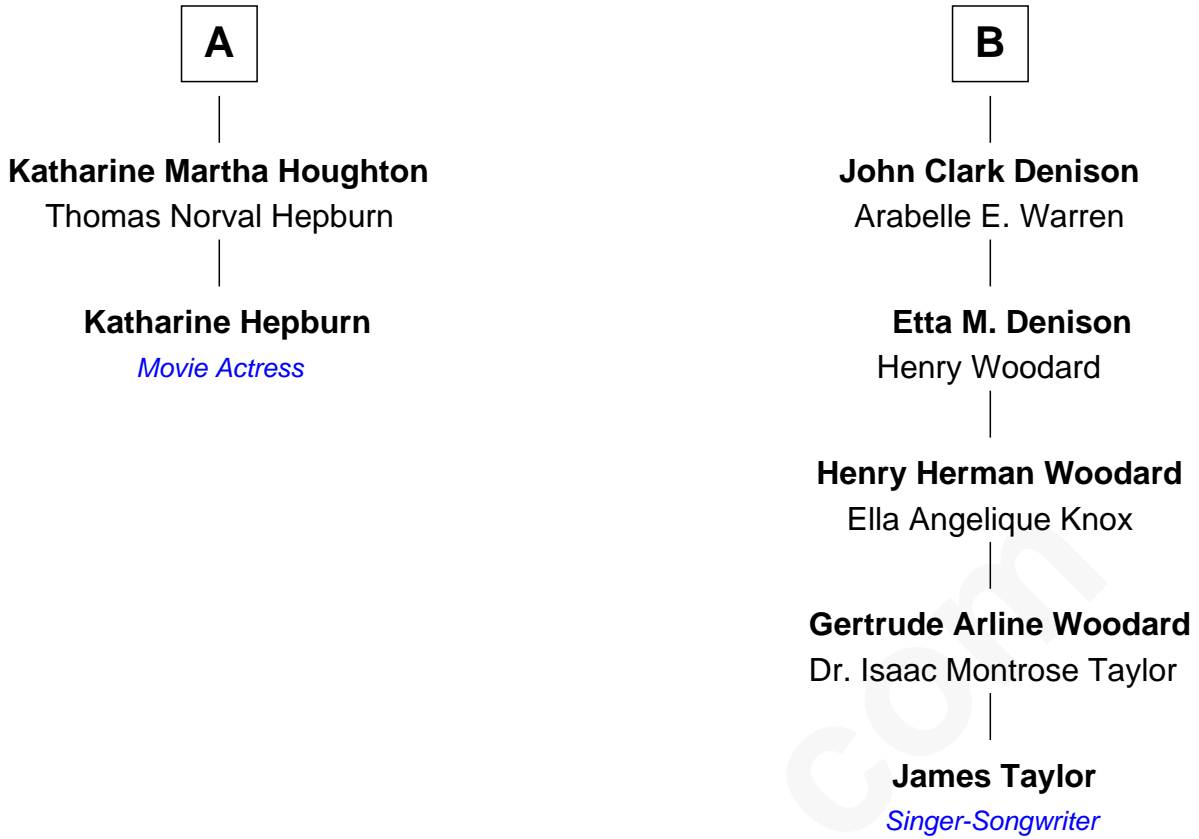 A
Katharine Martha Houghton
Thomas Norval Hepburn
Katharine Hepburn
Movie Actress
B
John Clark Denison
Arabelle E. Warren
Etta M. Denison
Henry Woodard
Henry Herman Woodard
Ella Angelique Knox
Gertrude Arline Woodard
Dr. Isaac Montrose Taylor
James Taylor
Singer-Songwriter
com